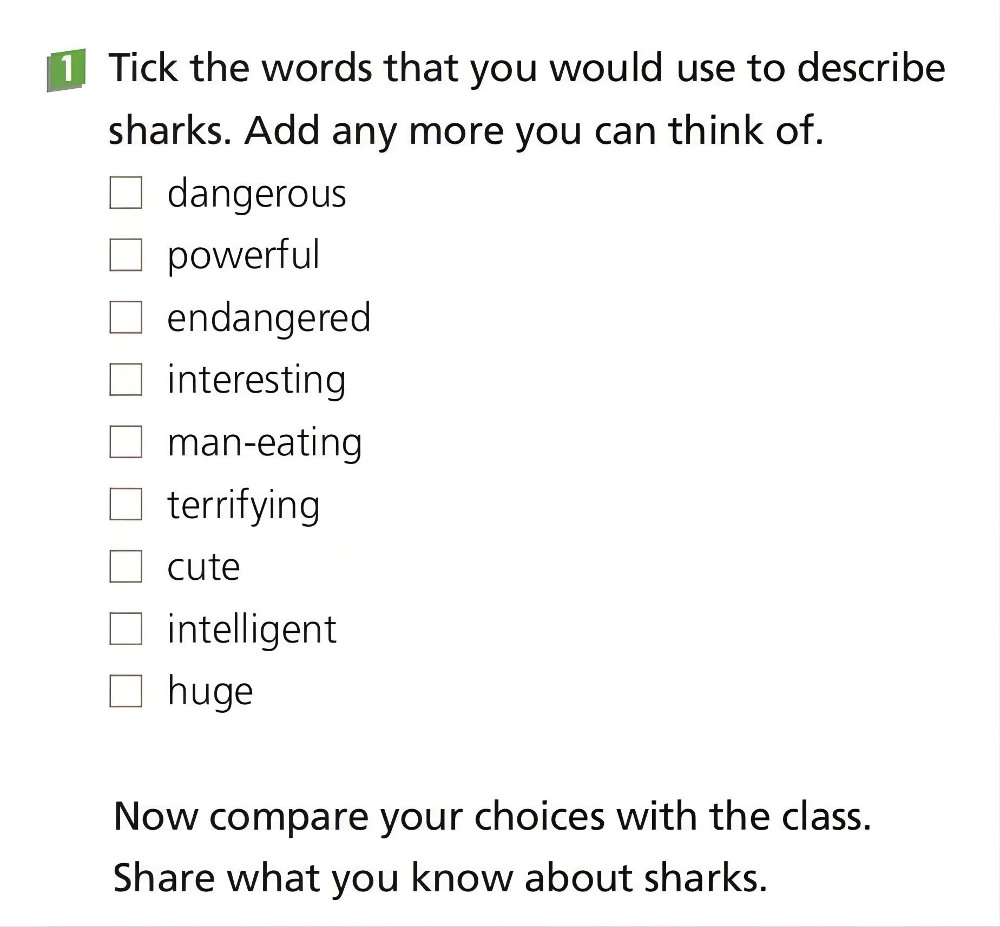 1 Tick the words that you would use to describe
sharks. Add any more you can think of.
dangerous
powerful
endangered
interesting
man-eating
terrifying
cute
intelligent
huge
Now compare your choices with the class.
Share what you know about sharks.